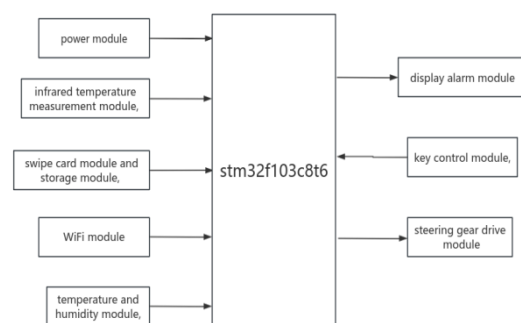 power module
infrared temperature
measurement module,
swipe card module and
storage module,
WiFi module
temperature and
humidity module,
stm32f103c8t6
display alarm module
key control module,
steering gear drive
module